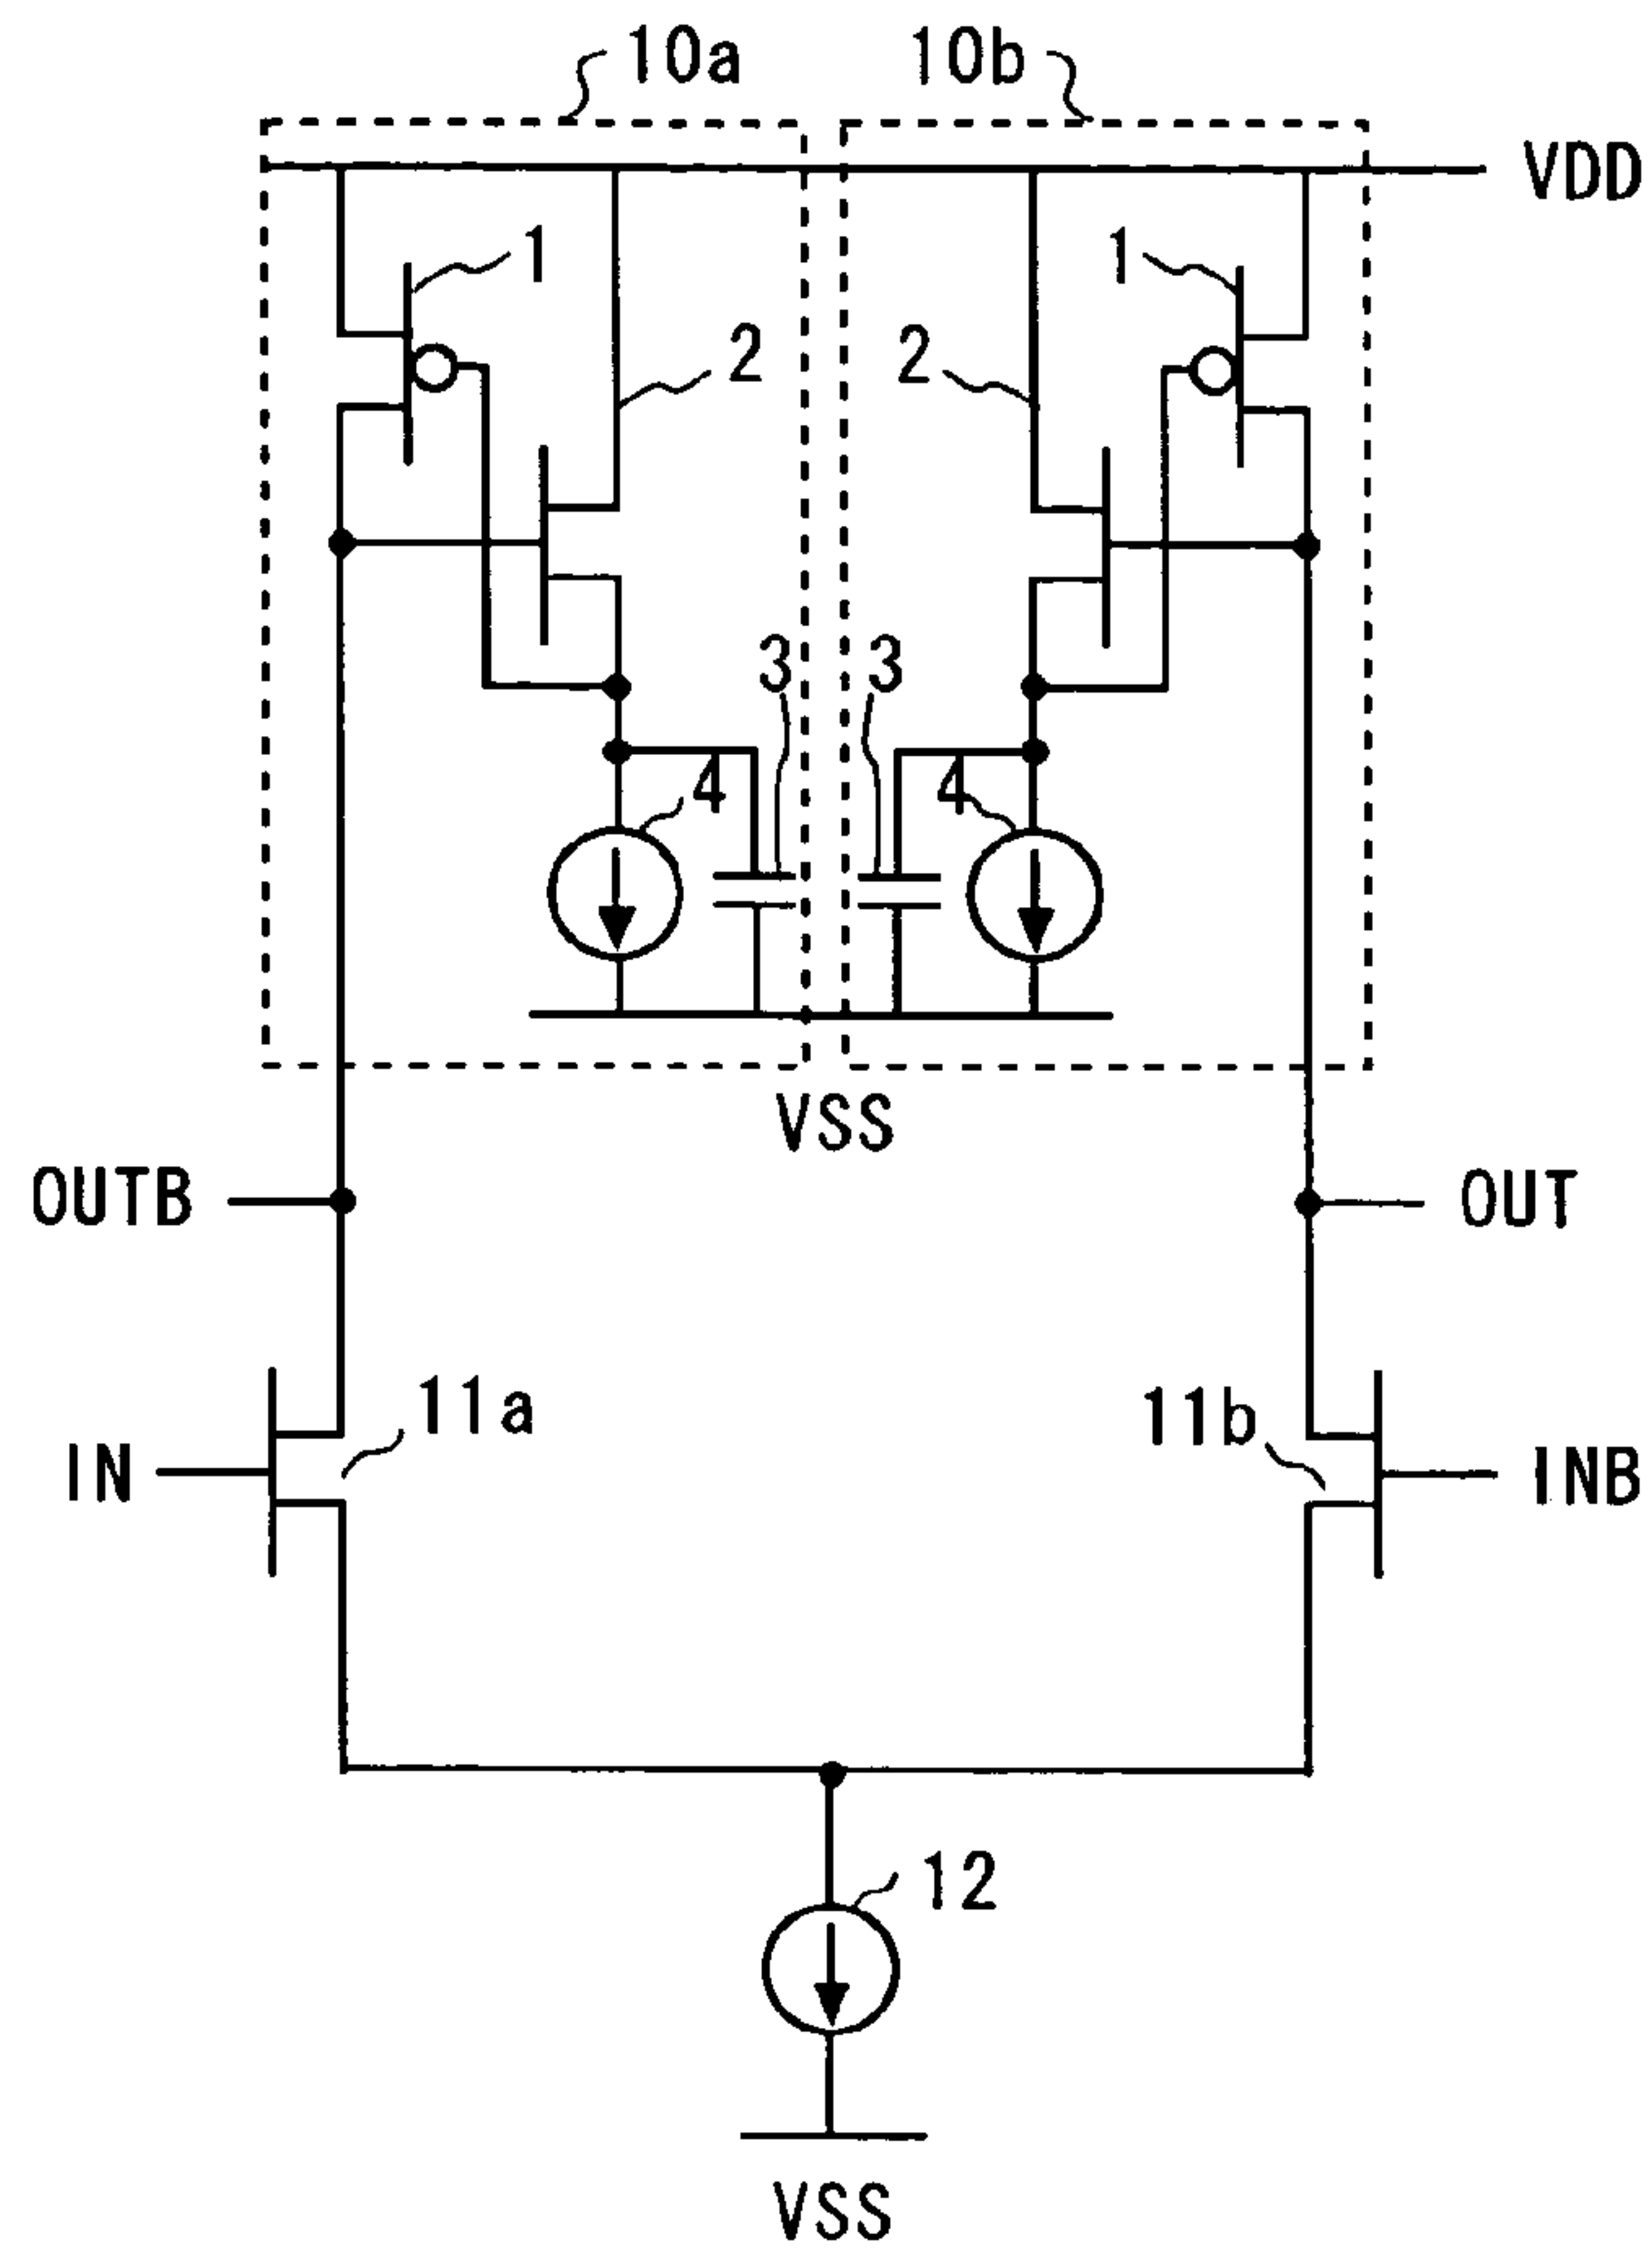 10a 10b
VDD
1 1
2 2
3 3
4 4
VSS
OUTB OUT
11a 11b
IN INB
12
VSS